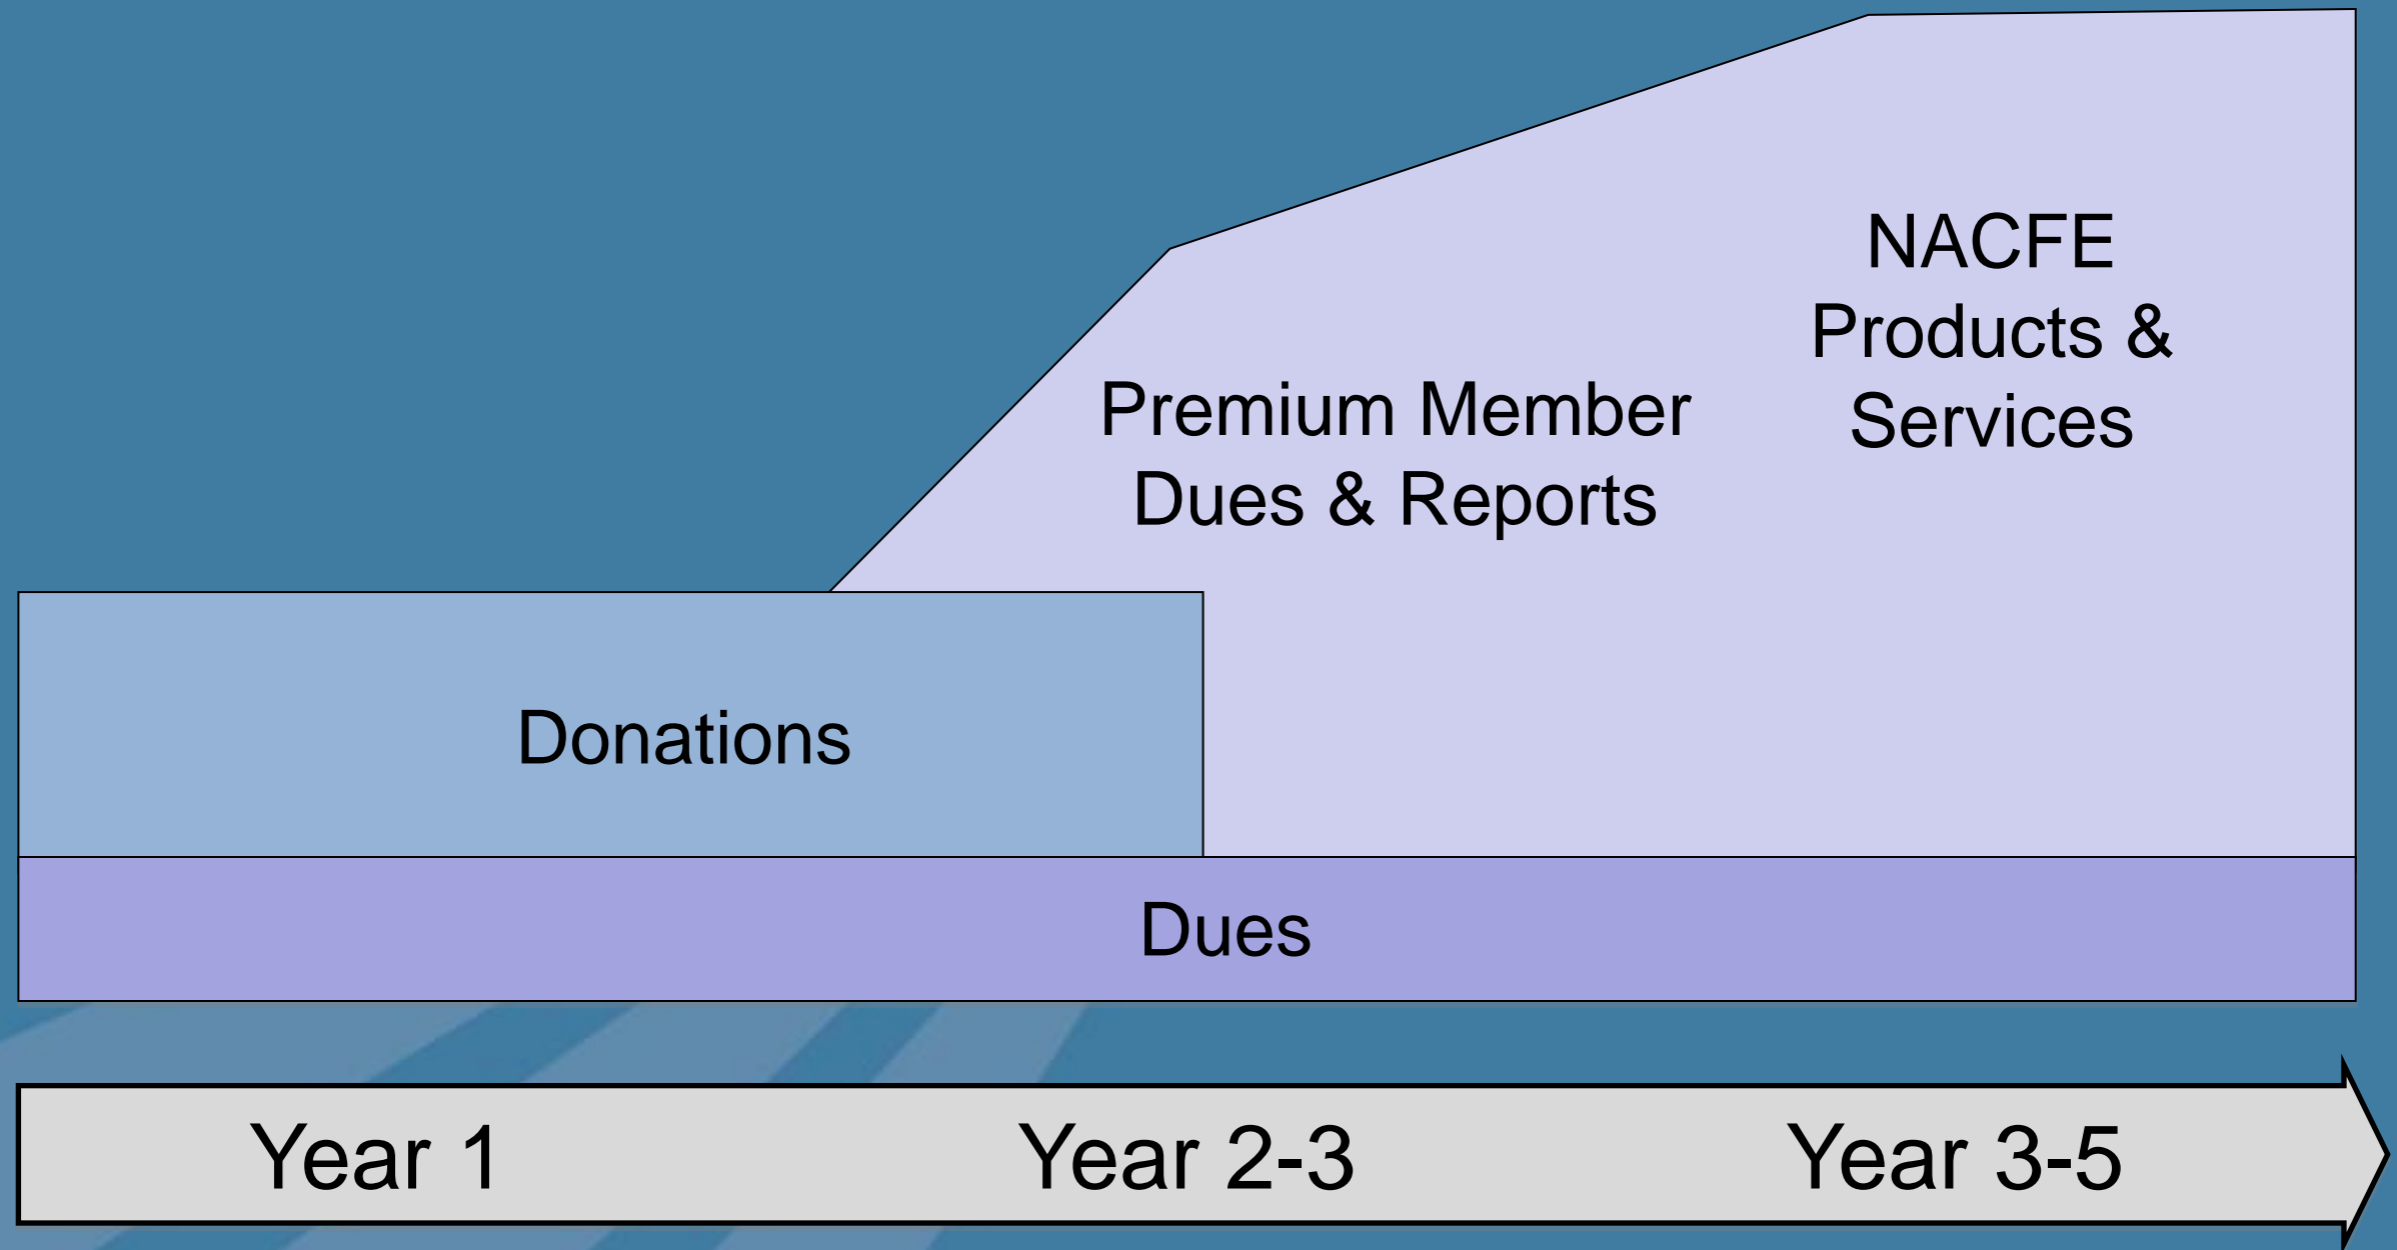 NACFE
Products &
Services
Premium Member
Dues & Reports
Donations
Dues
Year 1
Year 2-3
Year 3-5